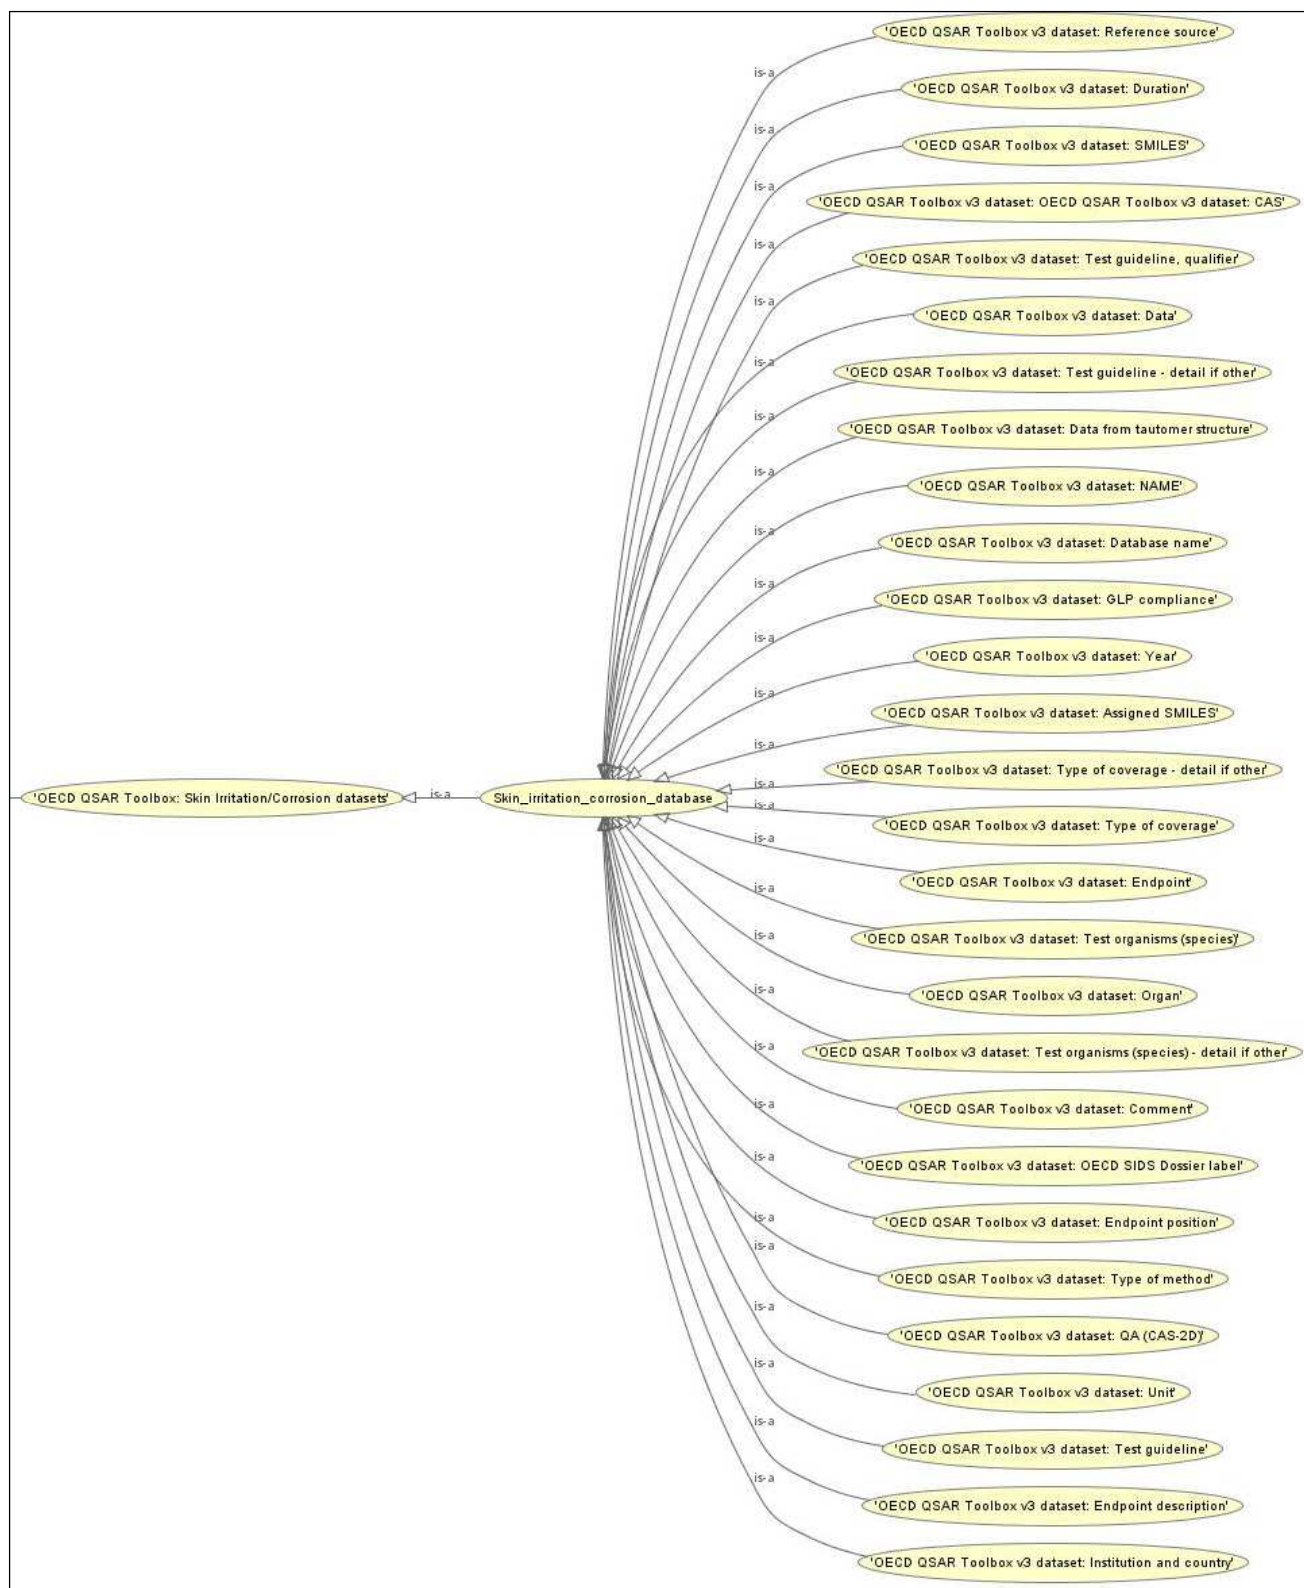 'OECD QSAR Toolbox v3 dataset: Reference source'
is-a
'OECD QSAR Toolbox v3 dataset: Duration'
is-a
'OECD QSAR Toolbox v3 dataset: SMILES'
is-a
'OECD QSAR Toolbox v3 dataset: OECD QSAR Toolbox v3 dataset: CAS'
is-a
'OECD QSAR Toolbox v3 dataset: Test guideline, qualifier'
is-a
'OECD QSAR Toolbox v3 dataset: Data'
is-a
'OECD QSAR Toolbox v3 dataset: Test guideline - detail if other'
is-a
'OECD QSAR Toolbox v3 dataset: Data from tautomer structure'
is-a
'OECD QSAR Toolbox v3 dataset: NAME'
is-a
'OECD QSAR Toolbox v3 dataset: Database name'
is-a
'OECD QSAR Toolbox v3 dataset: GLP compliance'
is-a
'OECD QSAR Toolbox v3 dataset: Year'
is-a
'OECD QSAR Toolbox v3 dataset: Assigned SMILES'
is-a
'OECD QSAR Toolbox v3 dataset: Type of coverage - detail if other'
is-a
'OECD QSAR Toolbox: Skin Irritation/Corrosion datasets'
is-a
Skin_irritation_corrosion_database
is-a
'OECD QSAR Toolbox v3 dataset: Type of coverage'
is-a
'OECD QSAR Toolbox v3 dataset: Endpoint'
is-a
'OECD QSAR Toolbox v3 dataset: Test organisms (species)'
is-a
'OECD QSAR Toolbox v3 dataset: Organ'
is-a
'OECD QSAR Toolbox v3 dataset: Test organisms (species) - detail if other'
is-a
'OECD QSAR Toolbox v3 dataset: Comment'
is-a
'OECD QSAR Toolbox v3 dataset: OECD SIDS Dossier label'
is-a
'OECD QSAR Toolbox v3 dataset: Endpoint position'
is-a
'OECD QSAR Toolbox v3 dataset: Type of method'
is-a
'OECD QSAR Toolbox v3 dataset: QA (CAS-2D)'
is-a
'OECD QSAR Toolbox v3 dataset: Unit'
is-a
'OECD QSAR Toolbox v3 dataset: Test guideline'
is-a
'OECD QSAR Toolbox v3 dataset: Endpoint description'
is-a
'OECD QSAR Toolbox v3 dataset: Institution and country'